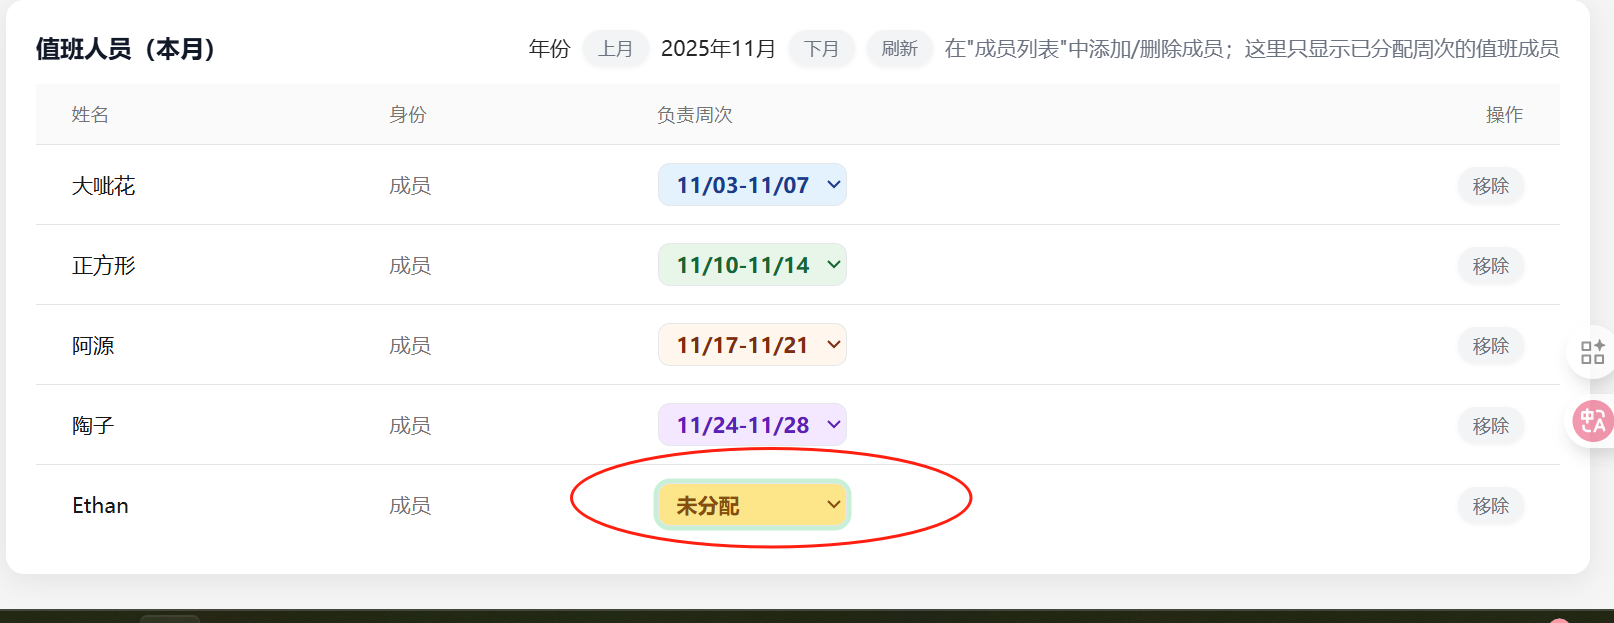 值班人员（本月）
年份 上月 2025年11月 下月 刷新 在"成员列表"中添加/删除成员；这里只显示已分配周次的值班成员
姓名 身份 负责周次 操作
大呲花 成员 11/03-11/07 移除
正方形 成员 11/10-11/14 移除
阿源 成员 11/17-11/21 移除
陶子 成员 11/24-11/28 移除
Ethan 成员 未分配 移除
中A